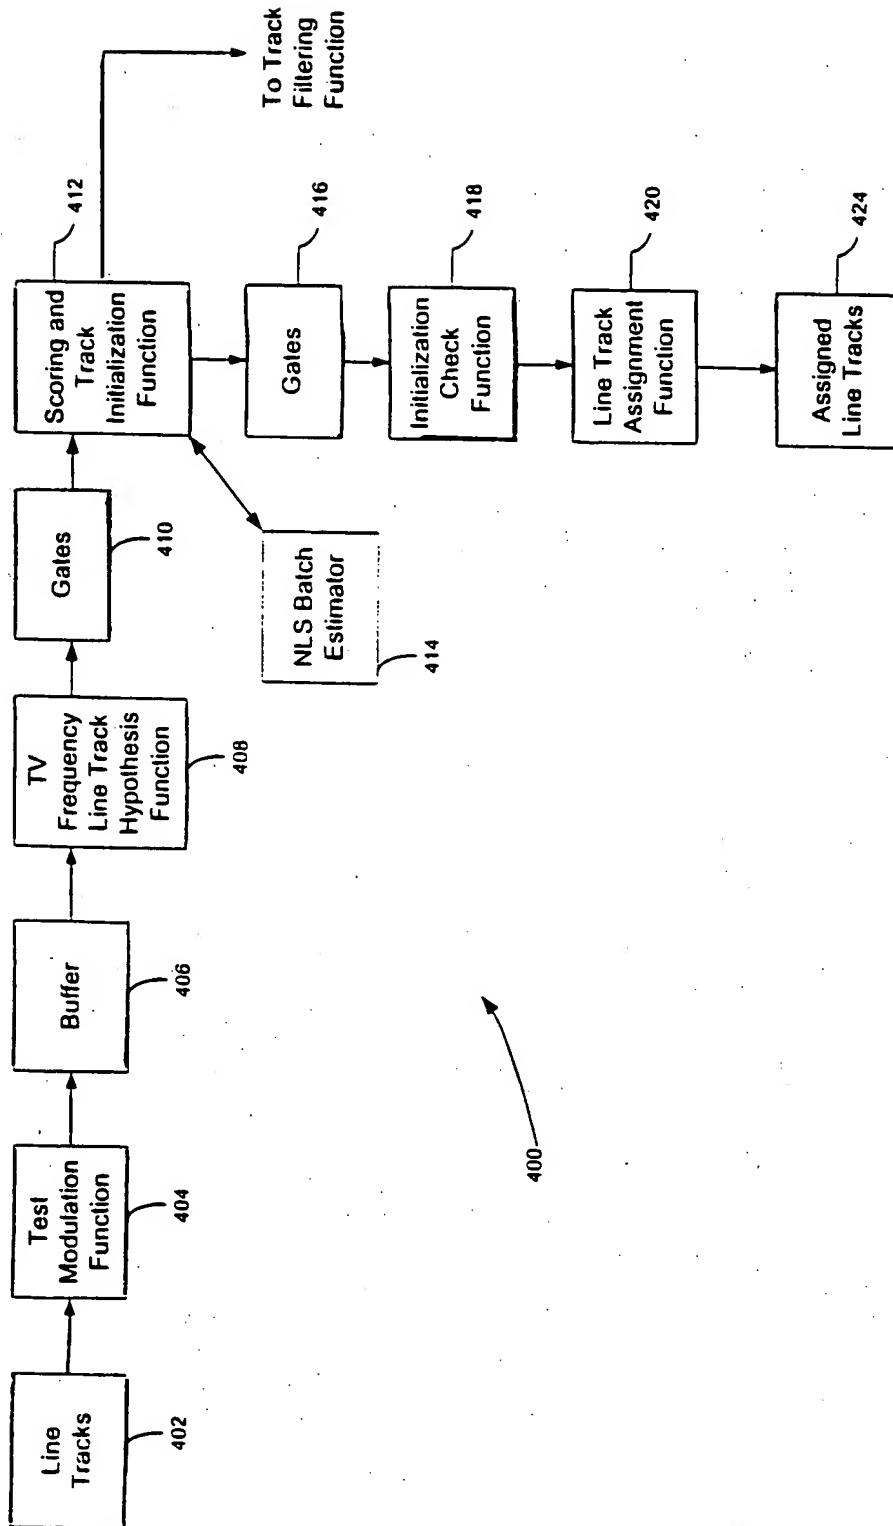 Line
Tracks
402
Test
Modulation
Function
404
Buffer
406
TV
Frequency
Line Track
Hypothesis
Function
408
Gates
410
Scoring and
Track
Initialization
Function
412
To Track
Filtering
Function
NLS Batch
Estimator
414
Gates
416
Initialization
Check
Function
418
Line Track
Assignment
Function
420
Assigned
Line Tracks
424
400